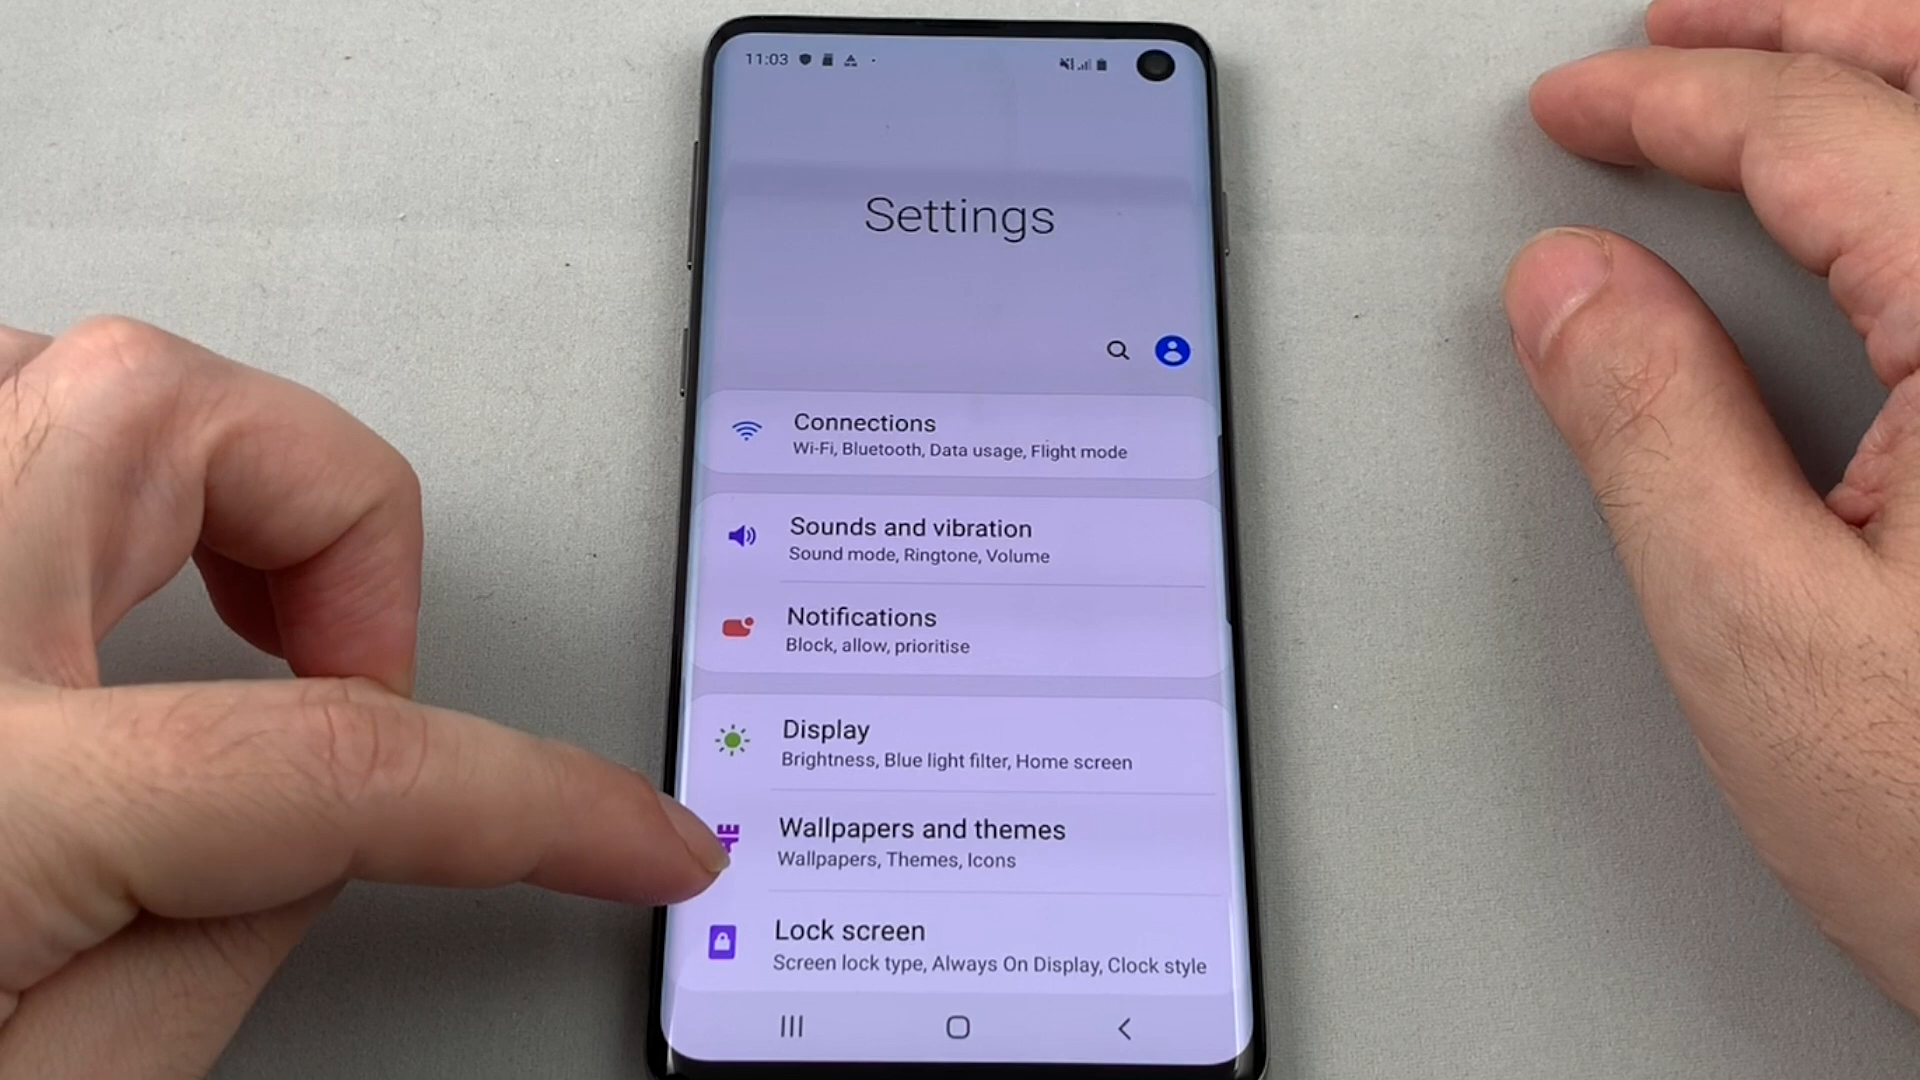 11:03
Settings
Connections
Wi-Fi, Bluetooth, Data usage, Flight mode
Sounds and vibration
Sound mode, Ringtone, Volume
Notifications
Block, allow, prioritise
Display
Brightness, Blue light filter, Home screen
Wallpapers and themes
Wallpapers, Themes, Icons
Lock screen
Screen lock type, Always On Display, Clock style